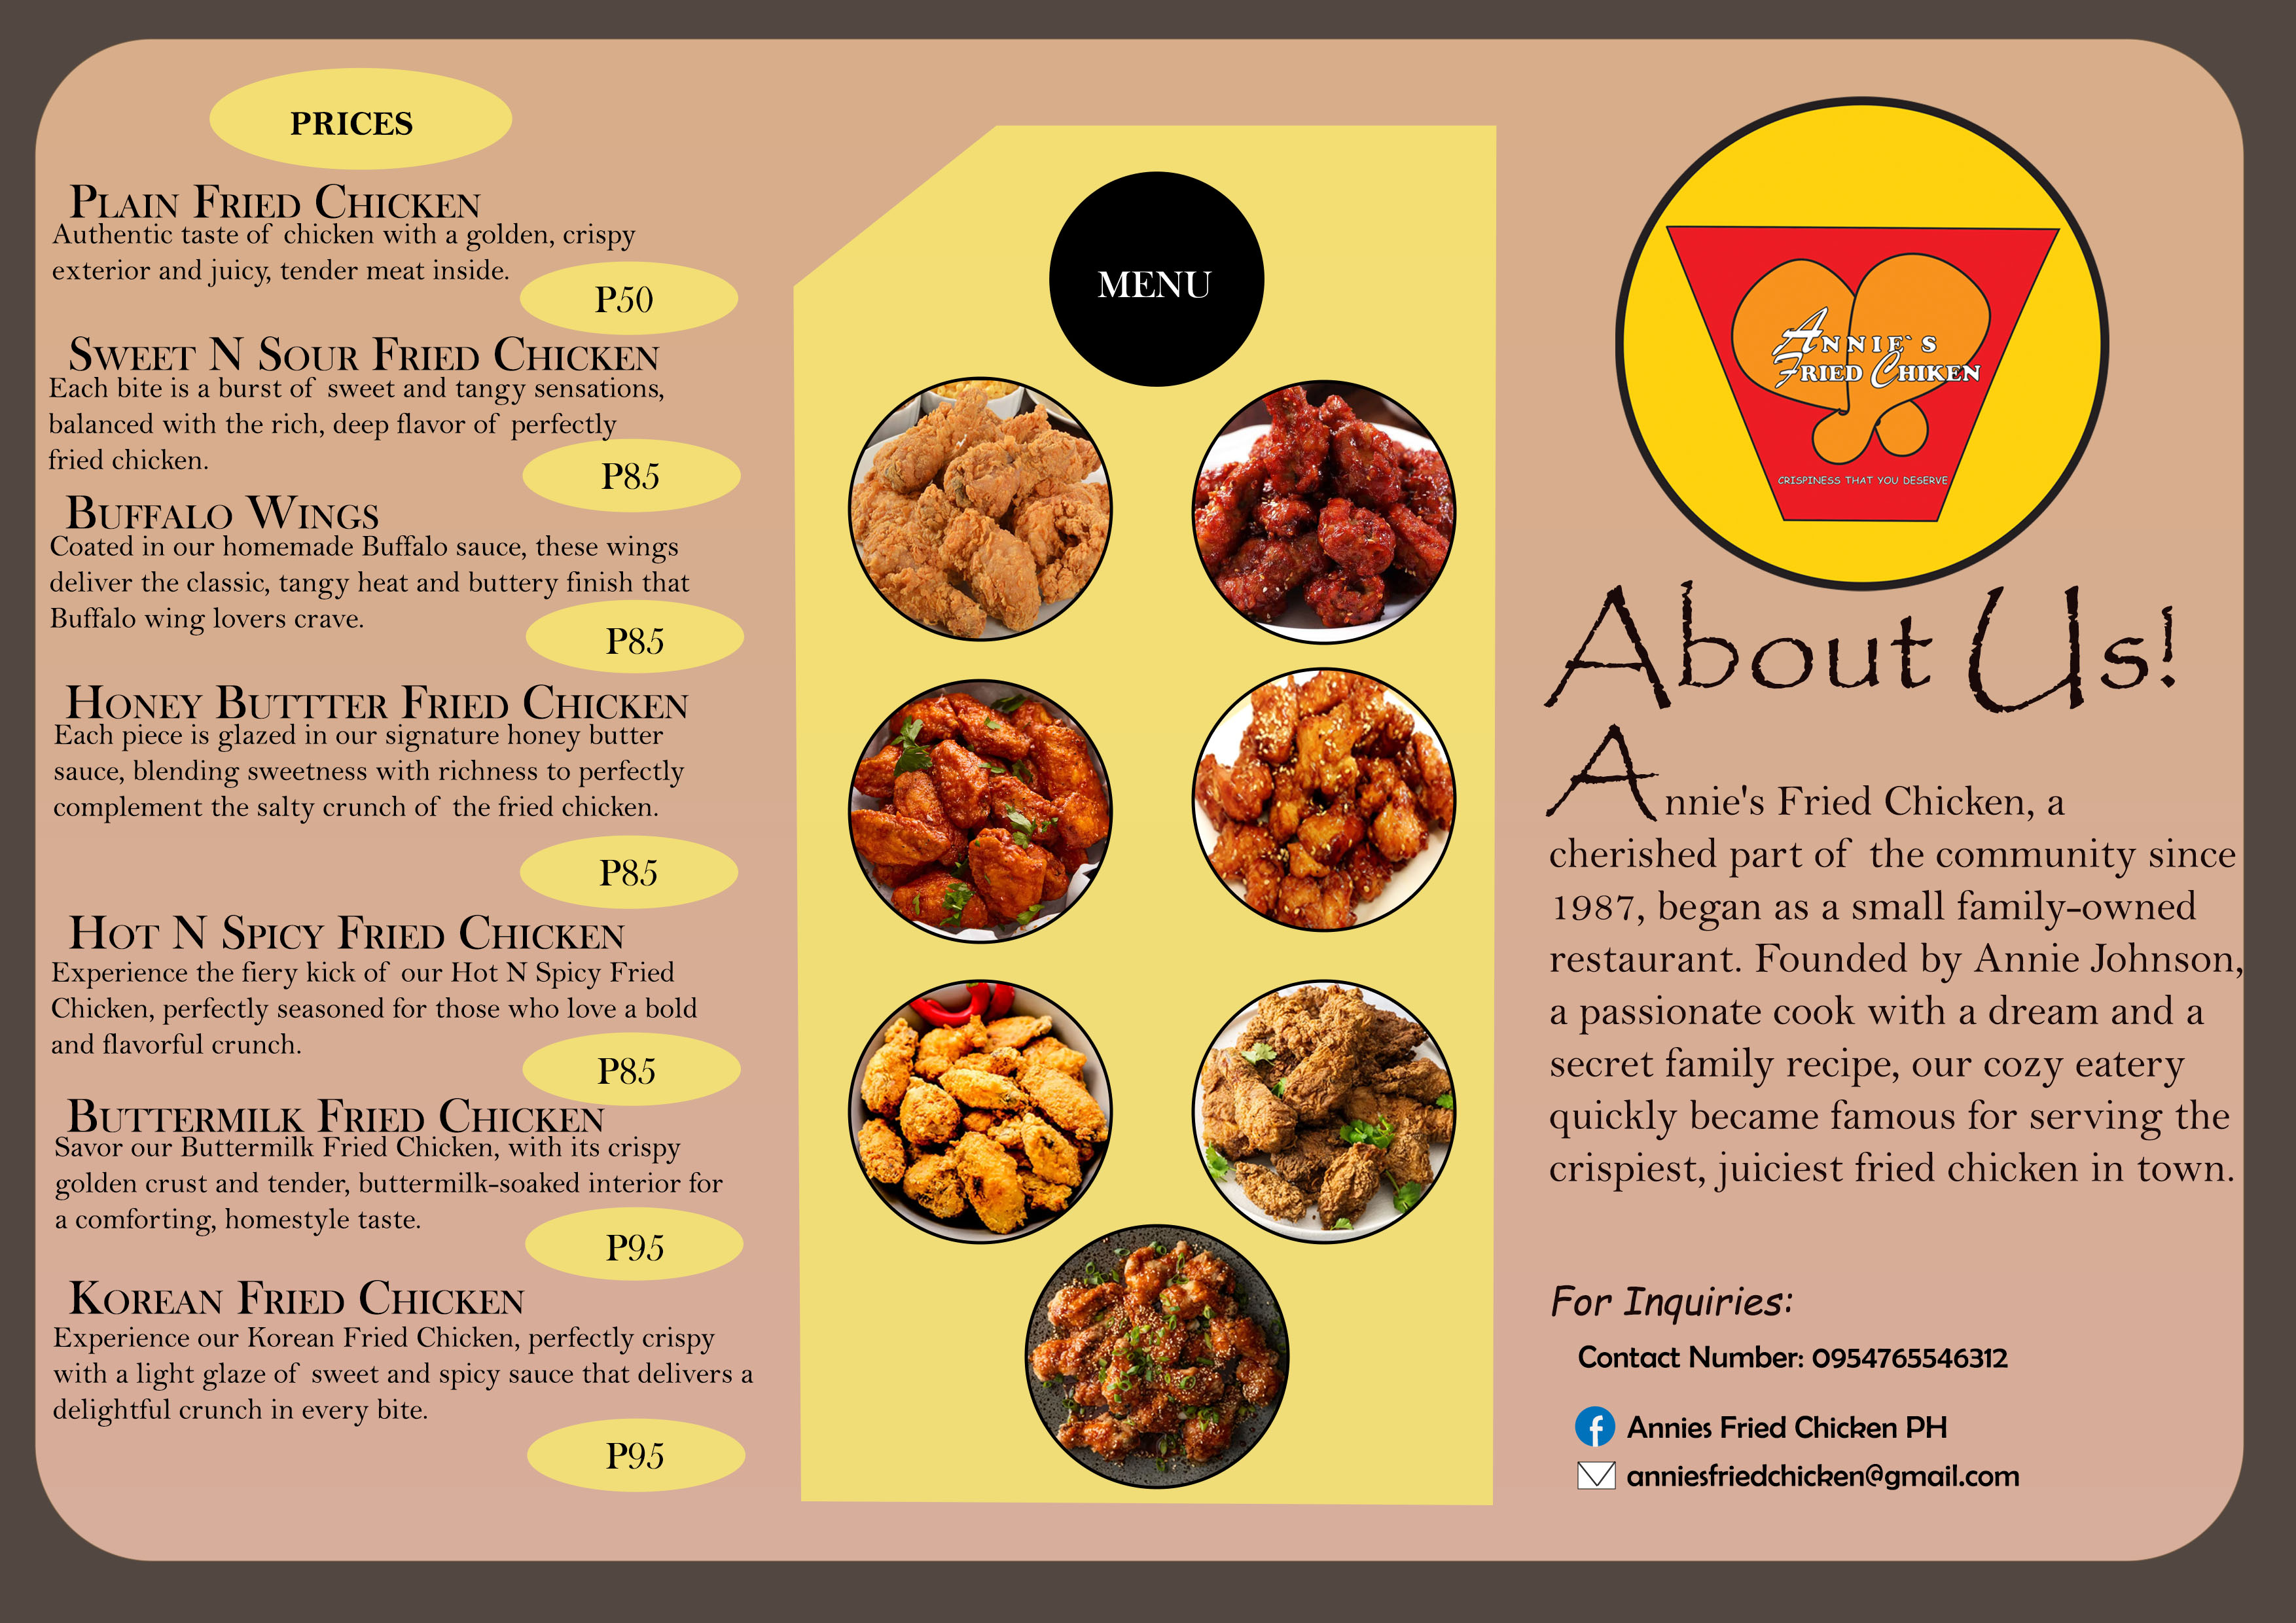 PRICES
PLAIN FRIED CHICKEN
Authentic taste of chicken with a golden, crispy
exterior and juicy, tender meat inside.
P50
SWEET N SOUR FRIED CHICKEN
Each bite is a burst of sweet and tangy sensations,
balanced with the rich, deep flavor of perfectly
fried chicken.
P85
BUFFALO WINGS
Coated in our homemade Buffalo sauce, these wings
deliver the classic, tangy heat and buttery finish that
Buffalo wing lovers crave.
P85
HONEY BUTTTER FRIED CHICKEN
Each piece is glazed in our signature honey butter
sauce, blending sweetness with richness to perfectly
complement the salty crunch of the fried chicken.
P85
HOT N SPICY FRIED CHICKEN
Experience the fiery kick of our Hot N Spicy Fried
Chicken, perfectly seasoned for those who love a bold
and flavorful crunch.
P85
BUTTERMILK FRIED CHICKEN
Savor our Buttermilk Fried Chicken, with its crispy
golden crust and tender, buttermilk-soaked interior for
a comforting, homestyle taste.
P95
KOREAN FRIED CHICKEN
Experience our Korean Fried Chicken, perfectly crispy
with a light glaze of sweet and spicy sauce that delivers a
delightful crunch in every bite.
P95
MENU
ANNIE`S
FRIED CHIKEN
CRISPINESS THAT YOU DESERVE
About Us!
Annie's Fried Chicken, a
cherished part of the community since
1987, began as a small family-owned
restaurant. Founded by Annie Johnson,
a passionate cook with a dream and a
secret family recipe, our cozy eatery
quickly became famous for serving the
crispiest, juiciest fried chicken in town.
For Inquiries:
Contact Number: 0954765546312
f Annies Fried Chicken PH
anniesfriedchicken@gmail.com